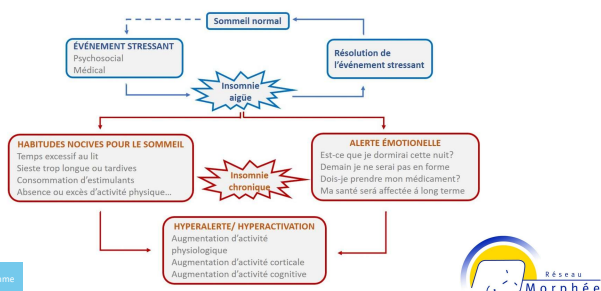 Sommeil normal
ÉVÉNEMENT STRESSANT
Psychosocial
Médical
Résolution de
l'événement stressant
Insomnie
aigüe
HABITUDES NOCIVES POUR LE SOMMEIL
Temps excessif au lit
Sieste trop longue ou tardives
Consommation d'estimulants
Absence ou excès d'activité physique...
ALERTE ÉMOTIONELLE
Est-ce que je dormirai cette nuit?
Demain je ne serai pas en forme
Dois-je prendre mon médicament?
Ma santé será affectée á long terme
Insomnie
chronique
HYPERALERTE/ HYPERACTIVATION
Augmentation d'activité
physiologique
Augmentation d'activité corticale
Augmentation d'activité cognitive
me
Réseau
Morphée